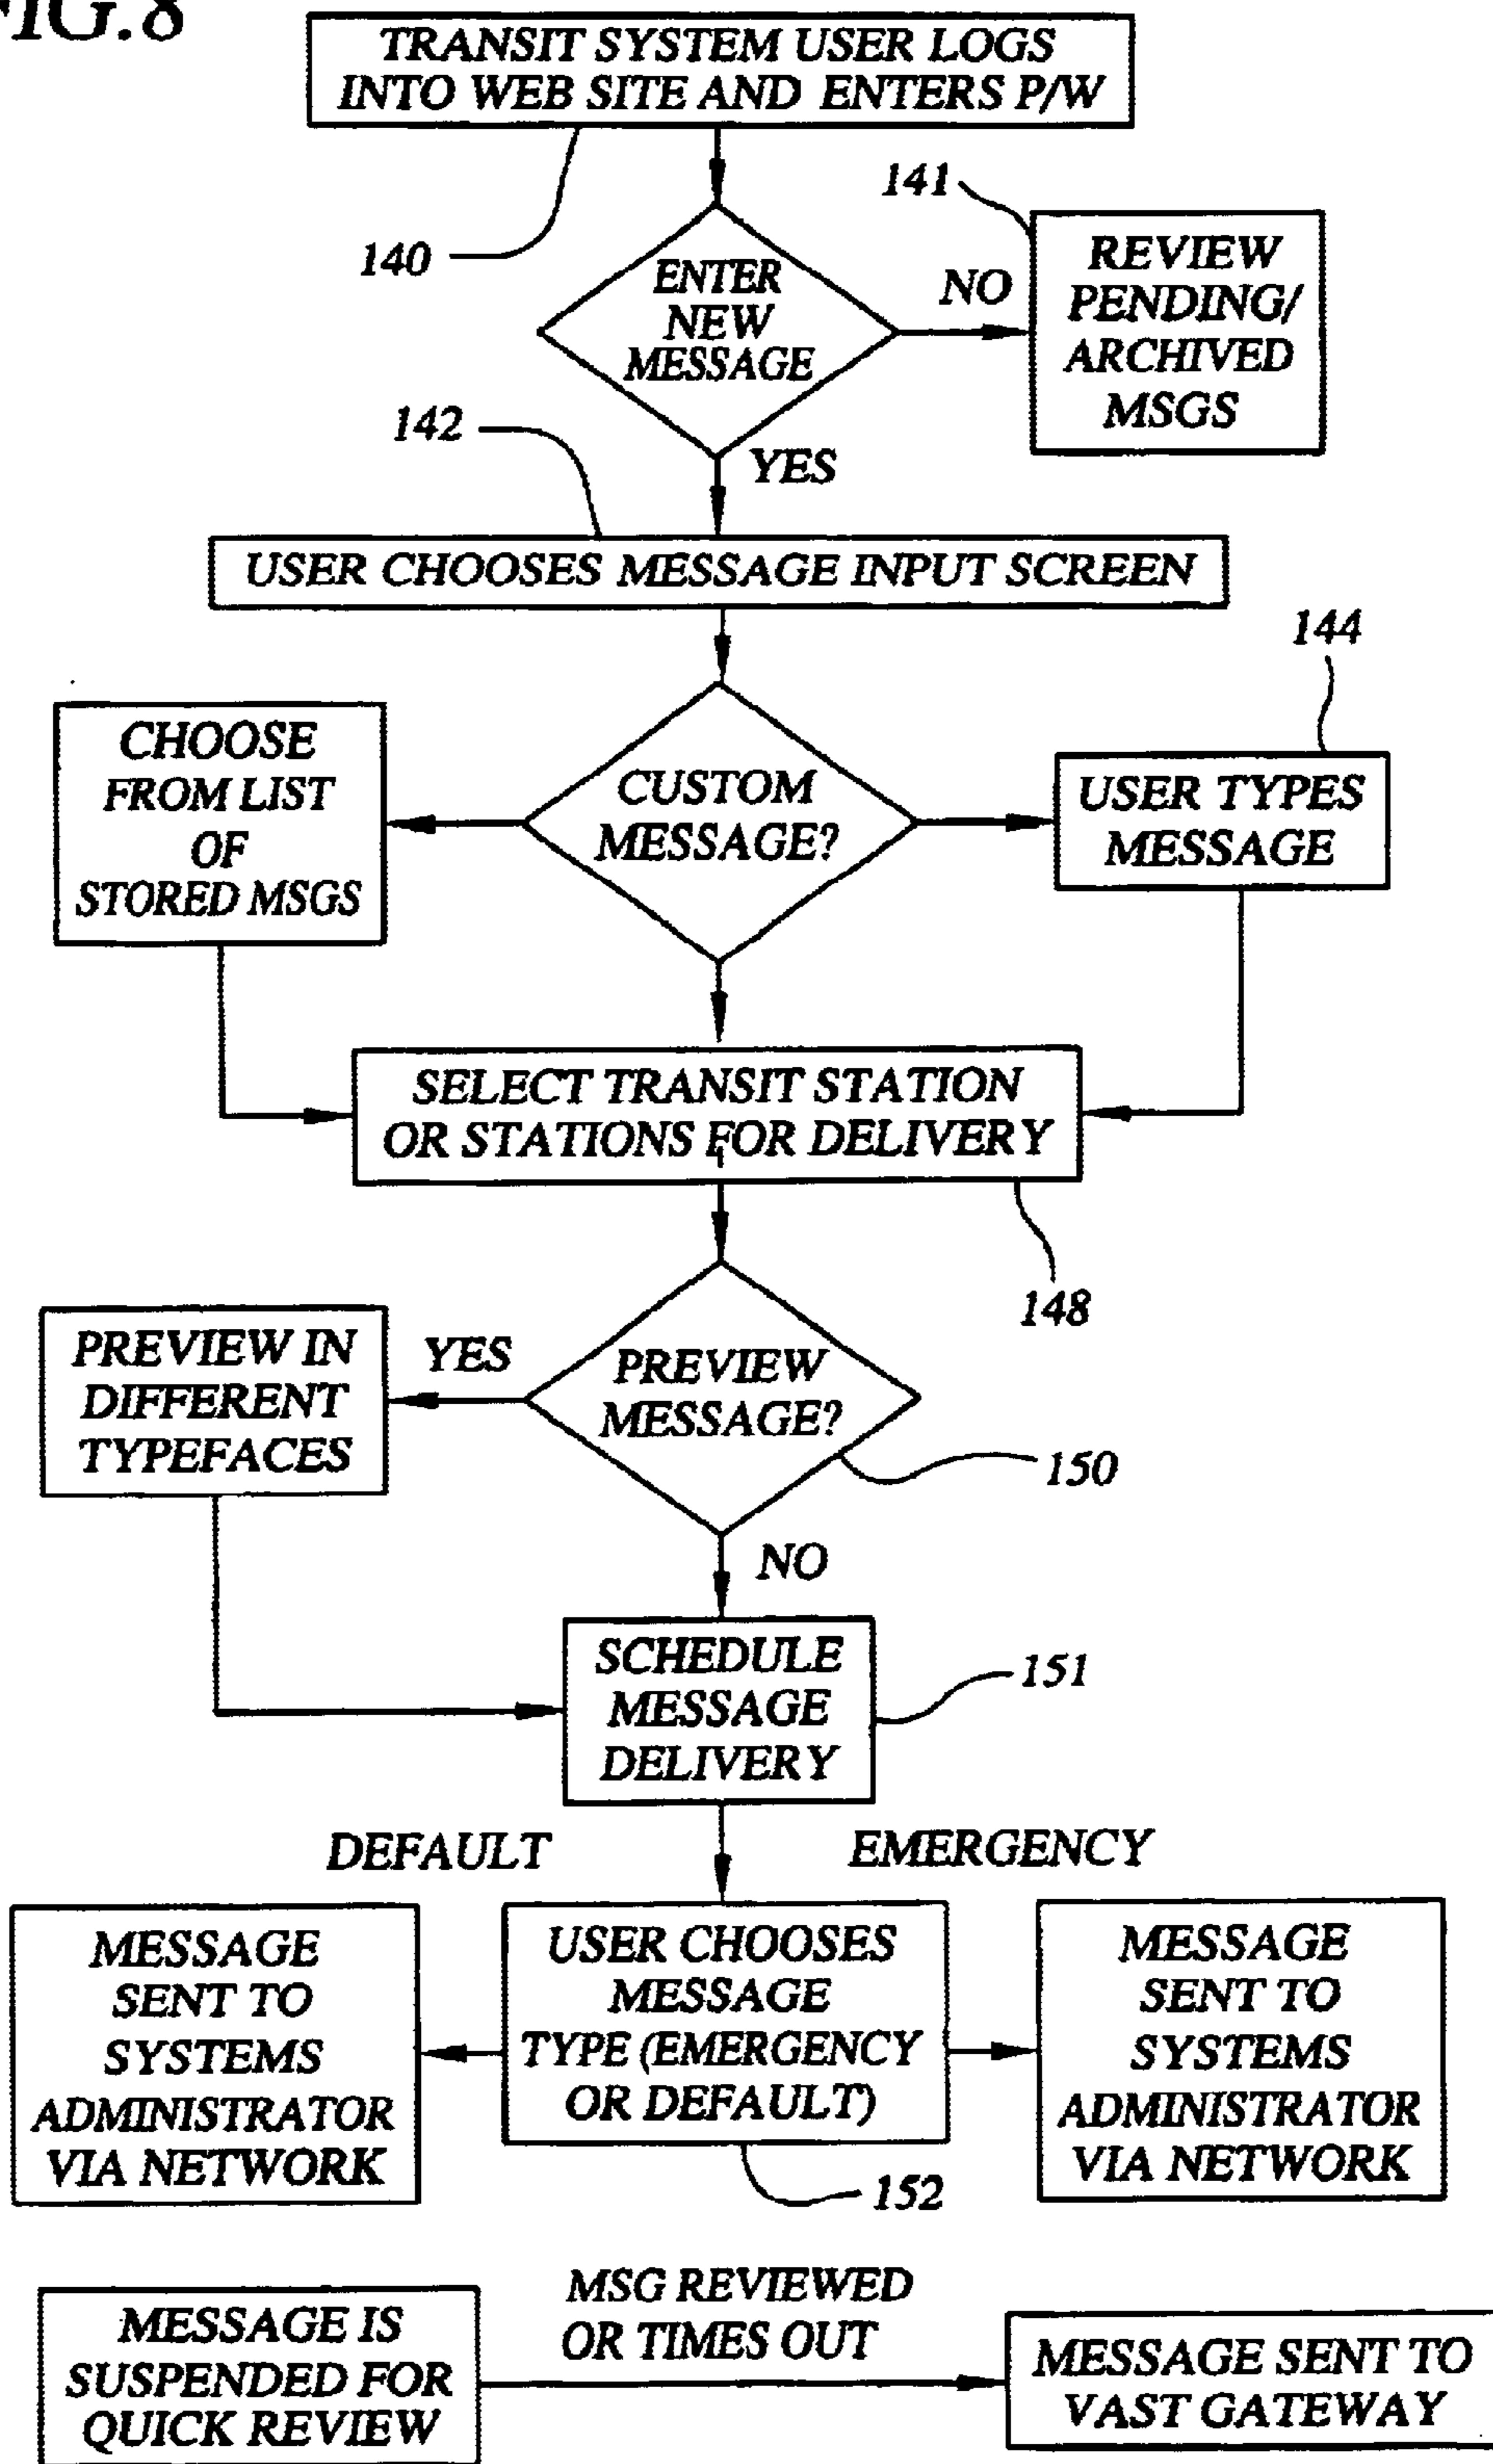 FIG.8
TRANSIT SYSTEM USER LOGS
INTO WEB SITE AND ENTERS P/W
140
ENTER
NEW
MESSAGE
NO
141
REVIEW
PENDING/
ARCHIVED
MSGS
142
YES
USER CHOOSES MESSAGE INPUT SCREEN
144
CHOOSE
FROM LIST
OF
STORED MSGS
CUSTOM
MESSAGE?
USER TYPES
MESSAGE
SELECT TRANSIT STATION
OR STATIONS FOR DELIVERY
148
PREVIEW IN
DIFFERENT
TYPEFACES
YES
PREVIEW
MESSAGE?
150
NO
SCHEDULE
MESSAGE
DELIVERY
151
DEFAULT
EMERGENCY
MESSAGE
SENT TO
SYSTEMS
ADMINISTRATOR
VIA NETWORK
USER CHOOSES
MESSAGE
TYPE (EMERGENCY
OR DEFAULT)
152
MESSAGE
SENT TO
SYSTEMS
ADMINISTRATOR
VIA NETWORK
MESSAGE IS
SUSPENDED FOR
QUICK REVIEW
MSG REVIEWED
OR TIMES OUT
MESSAGE SENT TO
VAST GATEWAY